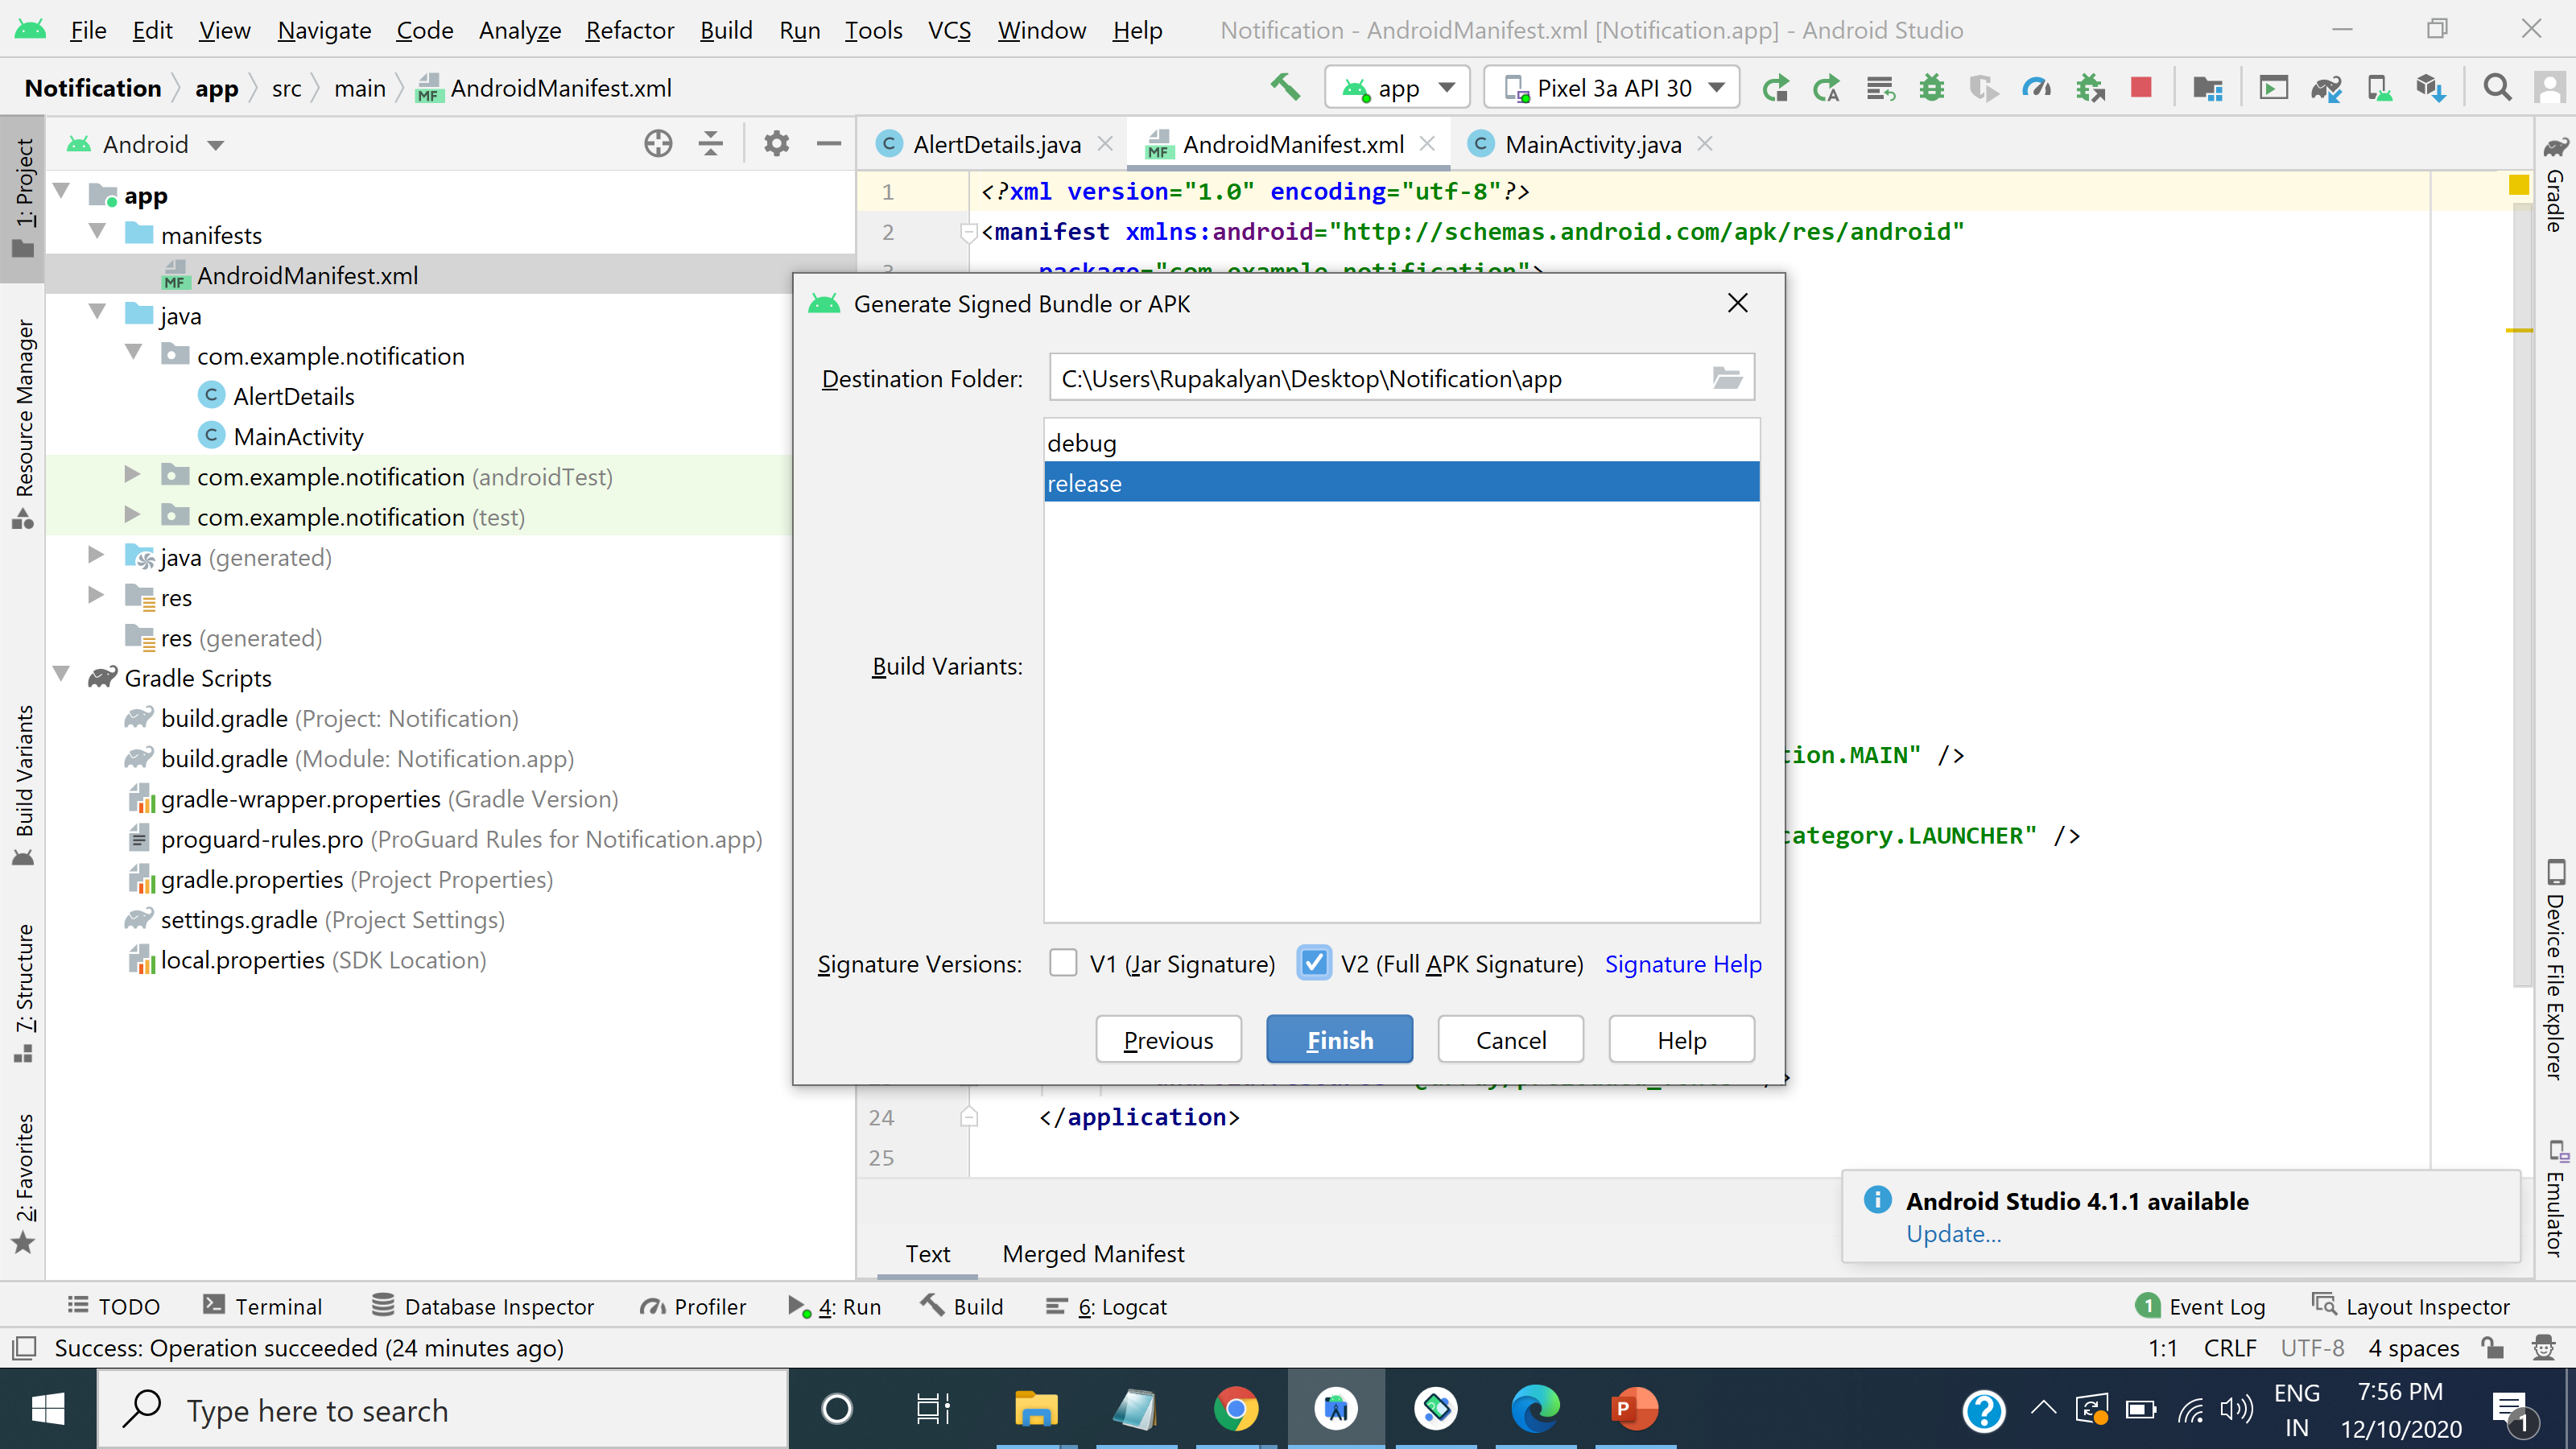 File Edit View Navigate Code Analyze Refactor Build Run Tools VCS Window Help Notification - AndroidManifest.xml [Notification.app] - Android Studio
Notification app src main AndroidManifest.xml app Pixel 3a API 30
1: Project
Resource Manager
Build Variants
7: Structure
2: Favorites
Android
app
manifests
AndroidManifest.xml
java
com.example.notification
AlertDetails
MainActivity
com.example.notification (androidTest)
com.example.notification (test)
java (generated)
res
res (generated)
Gradle Scripts
build.gradle (Project: Notification)
build.gradle (Module: Notification.app)
gradle-wrapper.properties (Gradle Version)
proguard-rules.pro (ProGuard Rules for Notification.app)
gradle.properties (Project Properties)
settings.gradle (Project Settings)
local.properties (SDK Location)
AlertDetails.java AndroidManifest.xml MainActivity.java
1 <?xml version="1.0" encoding="utf-8"?>
2 <manifest xmlns:android="http://schemas.android.com/apk/res/android"
package="com.example.notification">
Generate Signed Bundle or APK
Destination Folder: C:\Users\Rupakalyan\Desktop\Notification\app
debug
release
Build Variants:
Signature Versions: V1 (Jar Signature) V2 (Full APK Signature) Signature Help
Previous Finish Cancel Help
tion.MAIN" />
category.LAUNCHER" />
24 </application>
25
Text Merged Manifest
Android Studio 4.1.1 available
Update...
Gradle
Device File Explorer
Emulator
TODO Terminal Database Inspector Profiler 4: Run Build 6: Logcat 1 Event Log Layout Inspector
Success: Operation succeeded (24 minutes ago) 1:1 CRLF UTF-8 4 spaces
Type here to search
ENG
IN
7:56 PM
12/10/2020
1